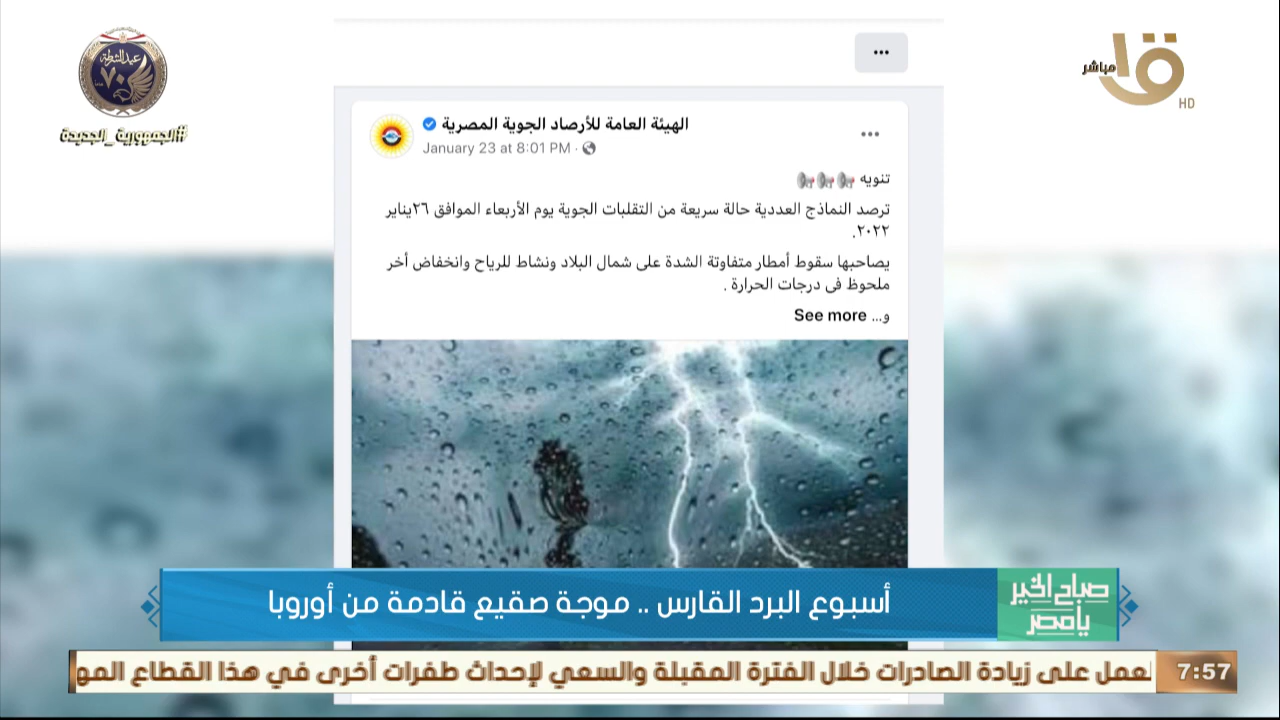 عيد الشرطة
٧٠
#الجمهورية_الجديدة
مباشر
HD
الهيئة العامة للأرصاد الجوية المصرية
January 23 at 8:01 PM ·
تنويه
ترصد النماذج العددية حالة سريعة من التقلبات الجوية يوم الأربعاء الموافق ٢٦يناير
٢٠٢٢.
يصاحبها سقوط أمطار متفاوتة الشدة على شمال البلاد ونشاط للرياح وانخفاض أخر
ملحوظ فى درجات الحرارة .
و... See more
صباح الخير
يا مصر
أسبوع البرد القارس .. موجة صقيع قادمة من أوروبا
7:57
لعمل على زيادة الصادرات خلال الفترة المقبلة والسعي لإحداث طفرات أخرى في هذا القطاع المو